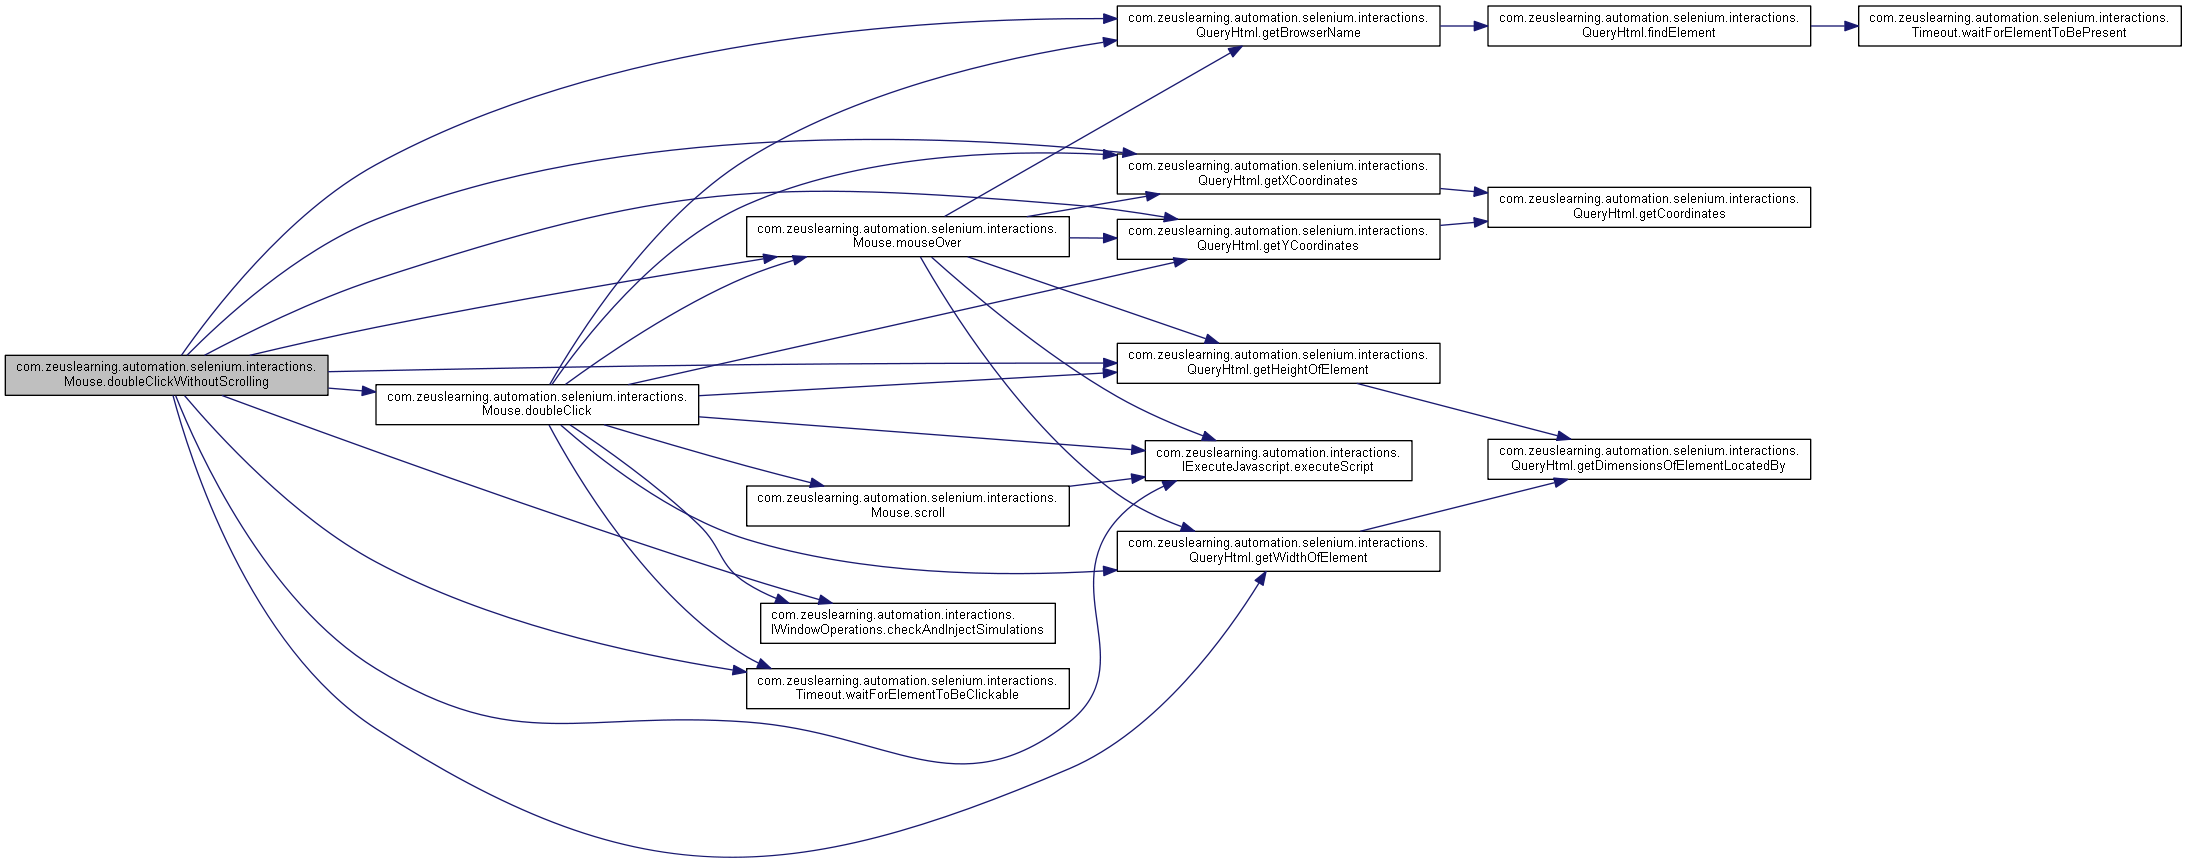 com.zeuslearning.automation.selenium.interactions.
Mouse.doubleClickWithoutScrolling
com.zeuslearning.automation.selenium.interactions.
Mouse.doubleClick
com.zeuslearning.automation.selenium.interactions.
Mouse.mouseOver
com.zeuslearning.automation.selenium.interactions.
Mouse.scroll
com.zeuslearning.automation.interactions.
IWindowOperations.checkAndInjectSimulations
com.zeuslearning.automation.selenium.interactions.
Timeout.waitForElementToBeClickable
com.zeuslearning.automation.selenium.interactions.
QueryHtml.getBrowserName
com.zeuslearning.automation.selenium.interactions.
QueryHtml.getXCoordinates
com.zeuslearning.automation.selenium.interactions.
QueryHtml.getYCoordinates
com.zeuslearning.automation.selenium.interactions.
QueryHtml.getHeightOfElement
com.zeuslearning.automation.interactions.
IExecuteJavascript.executeScript
com.zeuslearning.automation.selenium.interactions.
QueryHtml.getWidthOfElement
com.zeuslearning.automation.selenium.interactions.
QueryHtml.findElement
com.zeuslearning.automation.selenium.interactions.
QueryHtml.getCoordinates
com.zeuslearning.automation.selenium.interactions.
QueryHtml.getDimensionsOfElementLocatedBy
com.zeuslearning.automation.selenium.interactions.
Timeout.waitForElementToBePresent